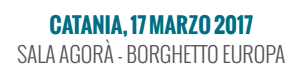 CATANIA, 17 MARZO 2017
SALA AGORÀ - BORGHETTO EUROPA